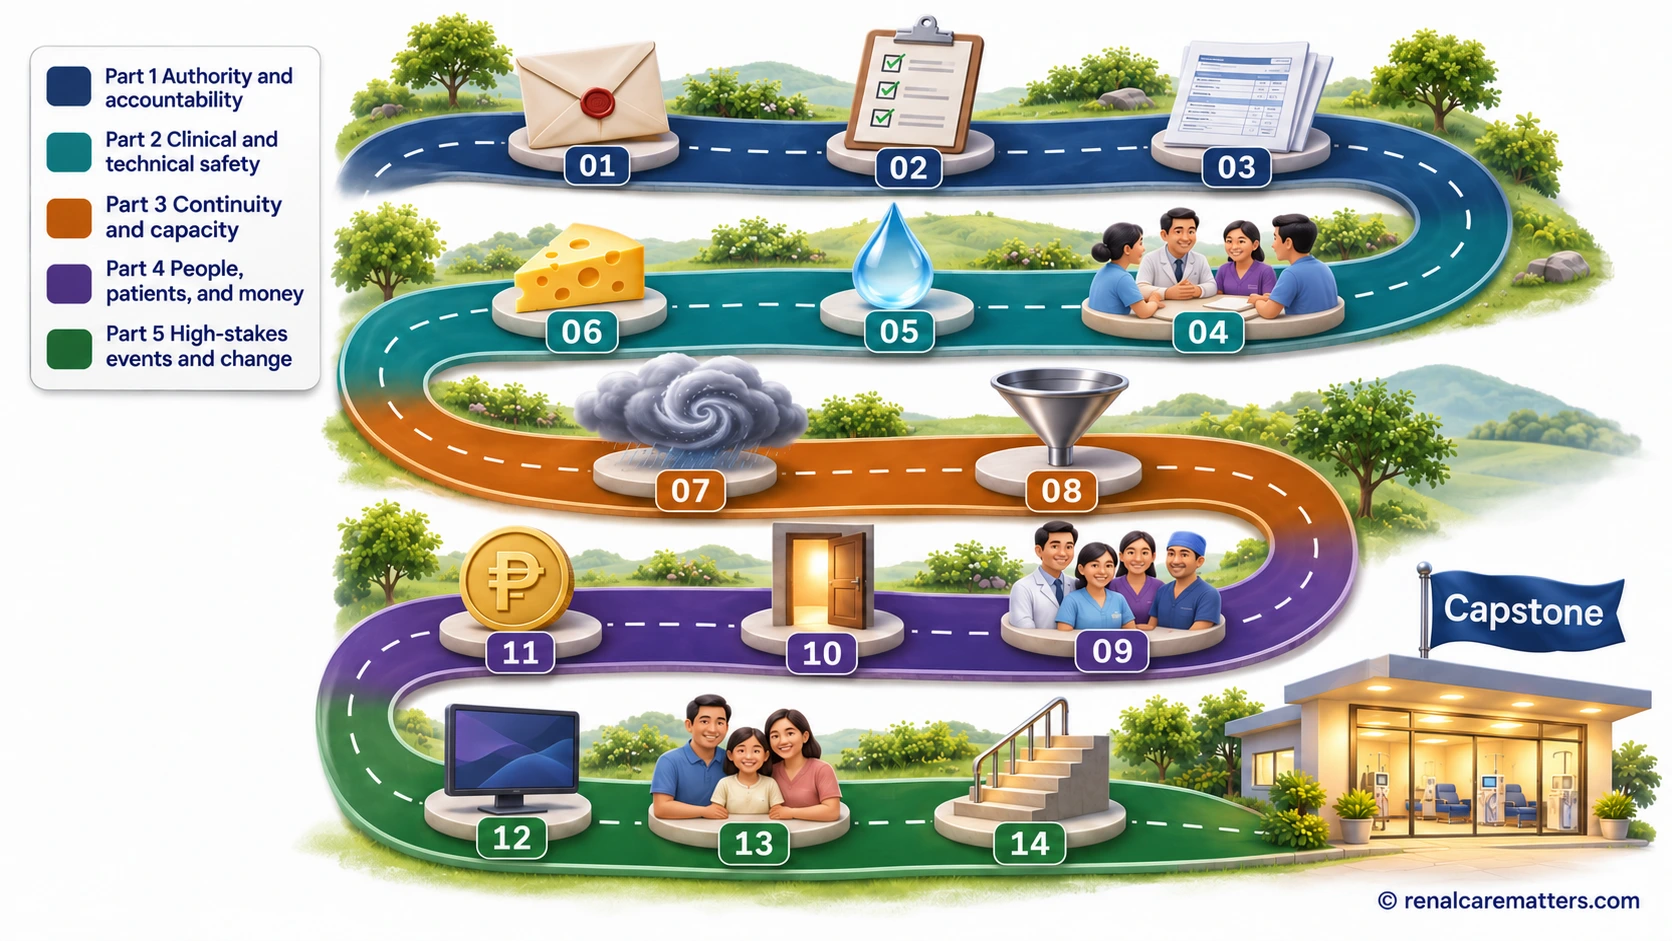 Part 1 Authority and
accountability
Part 2 Clinical and
technical safety
Part 3 Continuity
and capacity
Part 4 People,
patients, and money
Part 5 High-stakes
events and change
01
02
03
06
05
04
07
08
11
10
09
12
13
14
Capstone
© renalcarematters.com